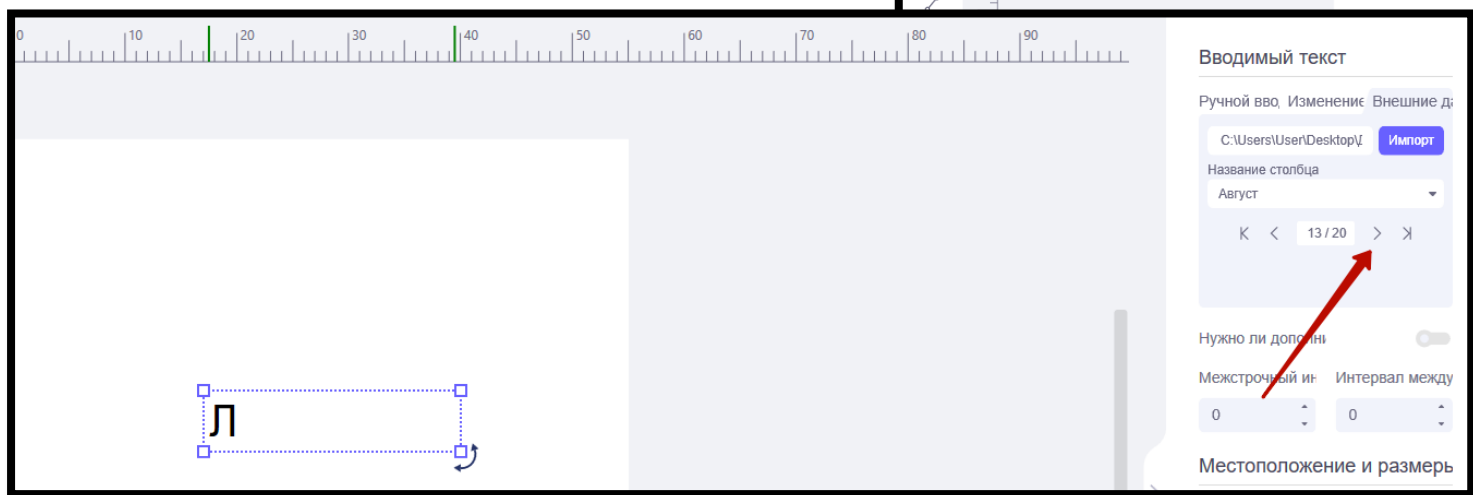 0 10 20 30 40 50 60 70 80 90
Вводимый текст
Ручной вво, Изменение Внешние да
C:\Users\User\Desktop\Д Импорт
Название столбца
Август
13 / 20
Нужно ли дополни
Межстрочный ин Интервал между
0 0
Л
Местоположение и размеры